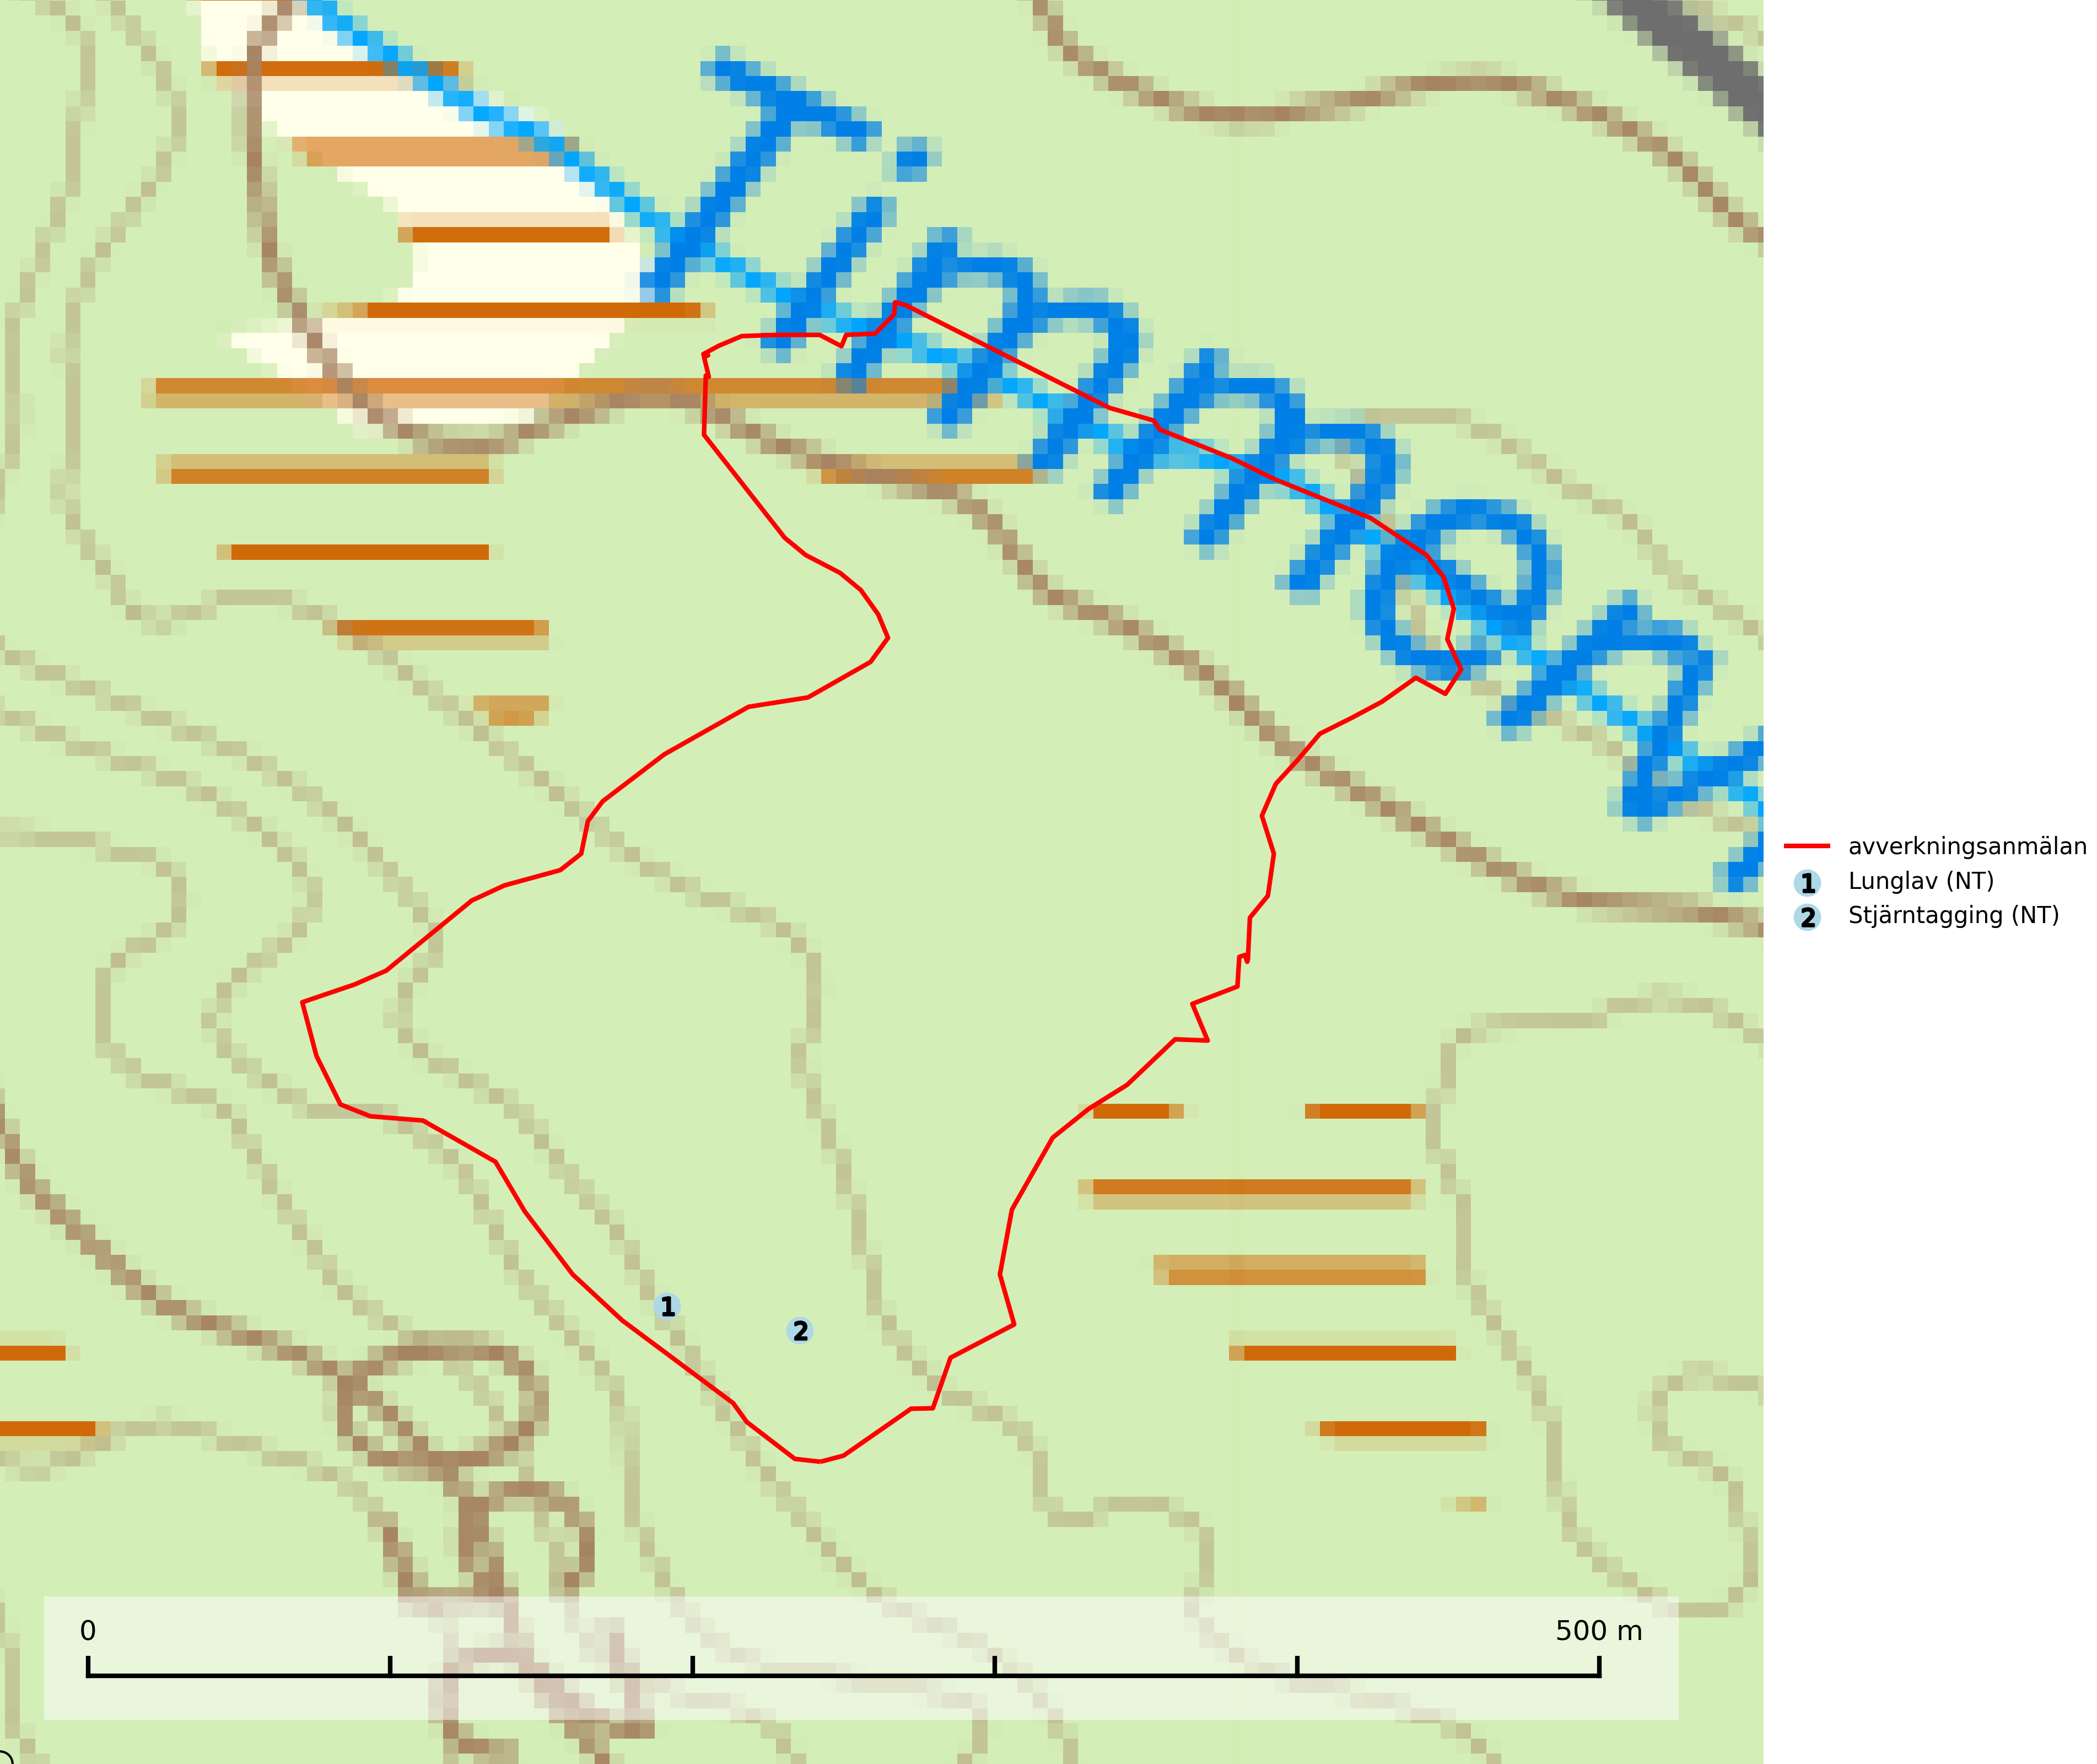 avverkningsanmälan
1 Lunglav (NT)
2 Stjärntagging (NT)
1
2
0
500 m